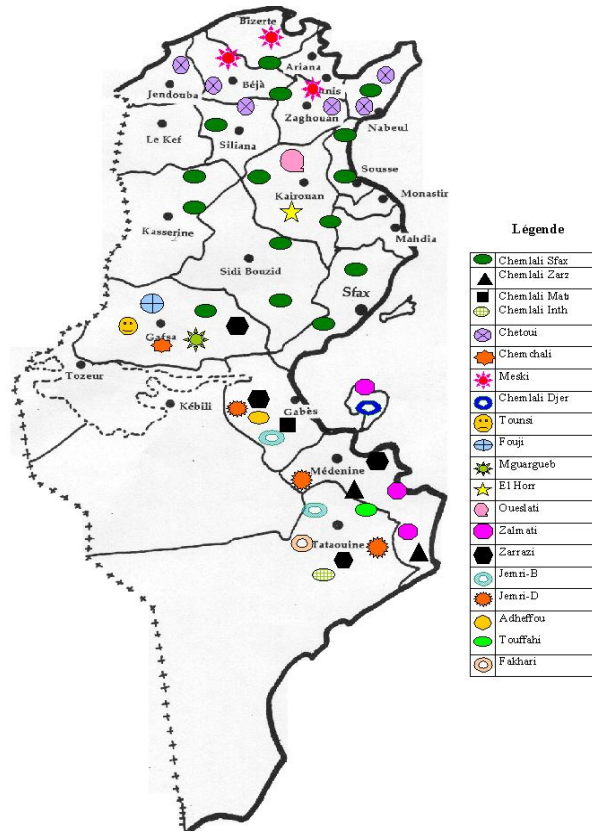 Bizerte
Ariana
Béjà
Jendouba
Zaghouan
Nabeul
Le Kef
Siliana
Sousse
Kairouan
Monastir
Kasserine
Mahdia
Sidi Bouzid
Sfax
Gafsa
Tozeur
Kébili
Gabès
Médenine
Tataouine
Légende
Chemlali Sfax
Chemlali Zarz
Chemlali Mati
Chemlali Inth
Chetoui
Chemchali
Meski
Chemlali Djer
Tounsi
Fouji
Mguargueb
El Horr
Oueslati
Zalmati
Zarrazi
Jemri-B
Jemri-D
Adheffou
Touffahi
Fakhari